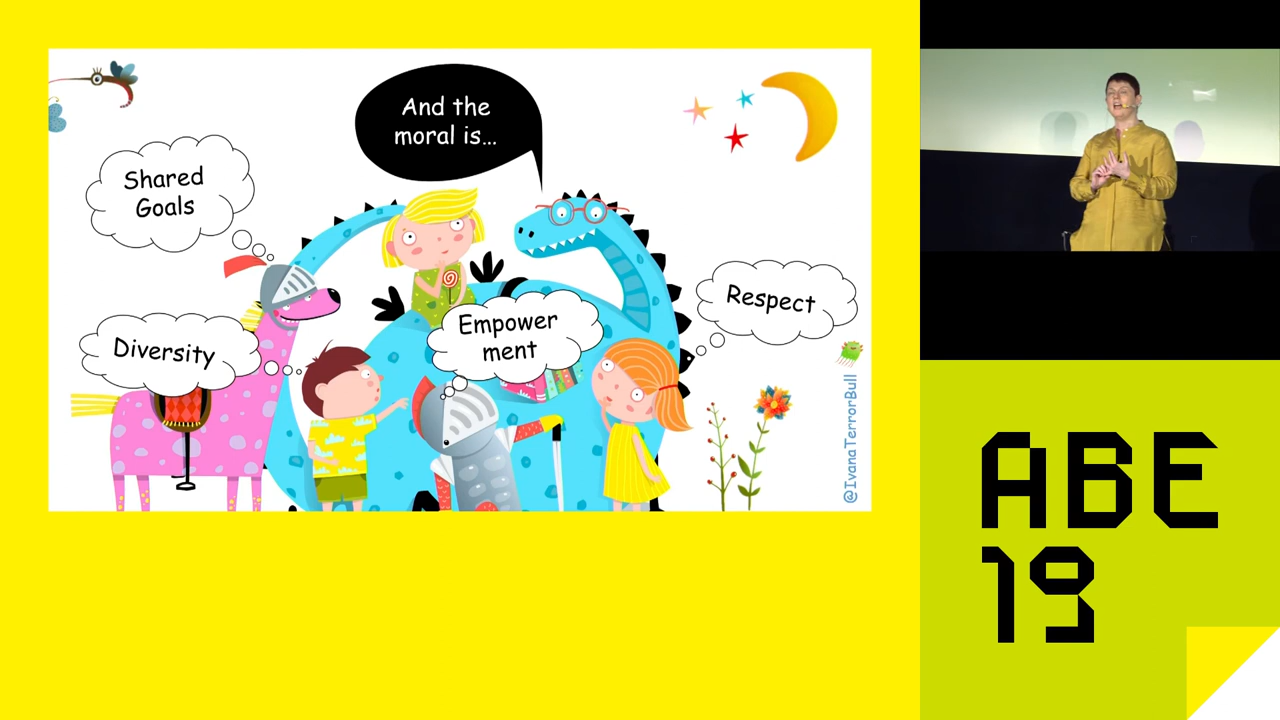 And the
moral is...
Shared
Goals
Diversity
Empower
ment
Respect
@IvanaTerrorBull
ABE
19